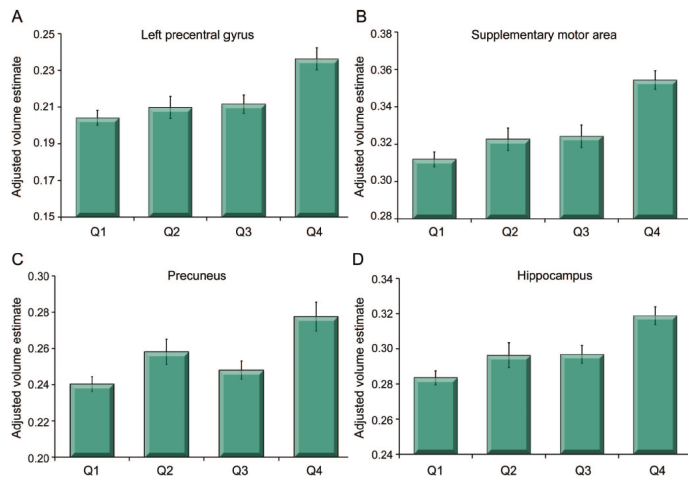 A
Left precentral gyrus
Adjusted volume estimate
0.25
0.23
0.21
0.19
0.17
0.15
Q1 Q2 Q3 Q4
B
Supplementary motor area
Adjusted volume estimate
0.38
0.36
0.34
0.32
0.30
0.28
Q1 Q2 Q3 Q4
C
Precuneus
Adjusted volume estimate
0.30
0.28
0.26
0.24
0.22
0.20
Q1 Q2 Q3 Q4
D
Hippocampus
Adjusted volume estimate
0.34
0.32
0.30
0.28
0.26
0.24
Q1 Q2 Q3 Q4